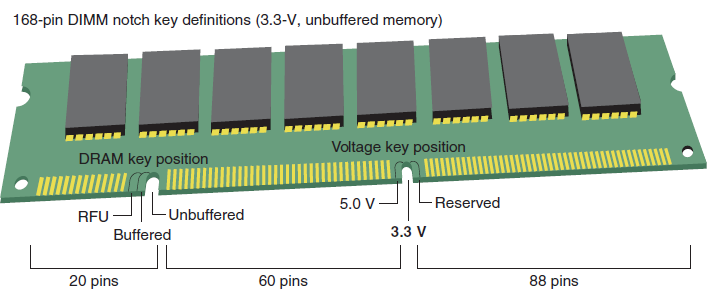 168-pin DIMM notch key definitions (3.3-V, unbuffered memory)
DRAM key position
Voltage key position
RFU
Buffered
Unbuffered
5.0 V
3.3 V
Reserved
20 pins
60 pins
88 pins